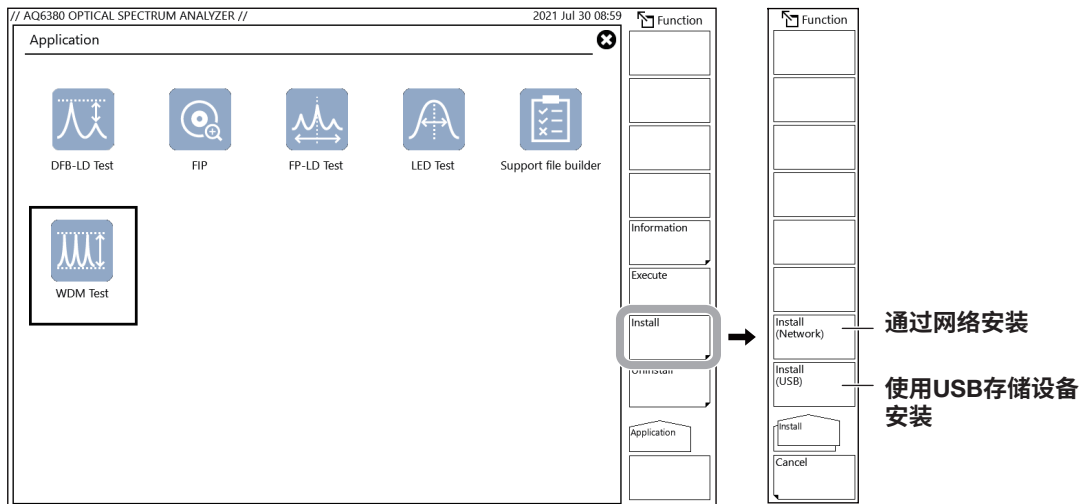 // AQ6380 OPTICAL SPECTRUM ANALYZER //
2021 Jul 30 08:59
Application
DFB-LD Test
FIP
FP-LD Test
LED Test
Support file builder
WDM Test
Function
Information
Execute
Install
Uninstall
Application
Function
Install
(Network)
Install
(USB)
Install
Cancel
通过网络安装
使用USB存储设备
安装